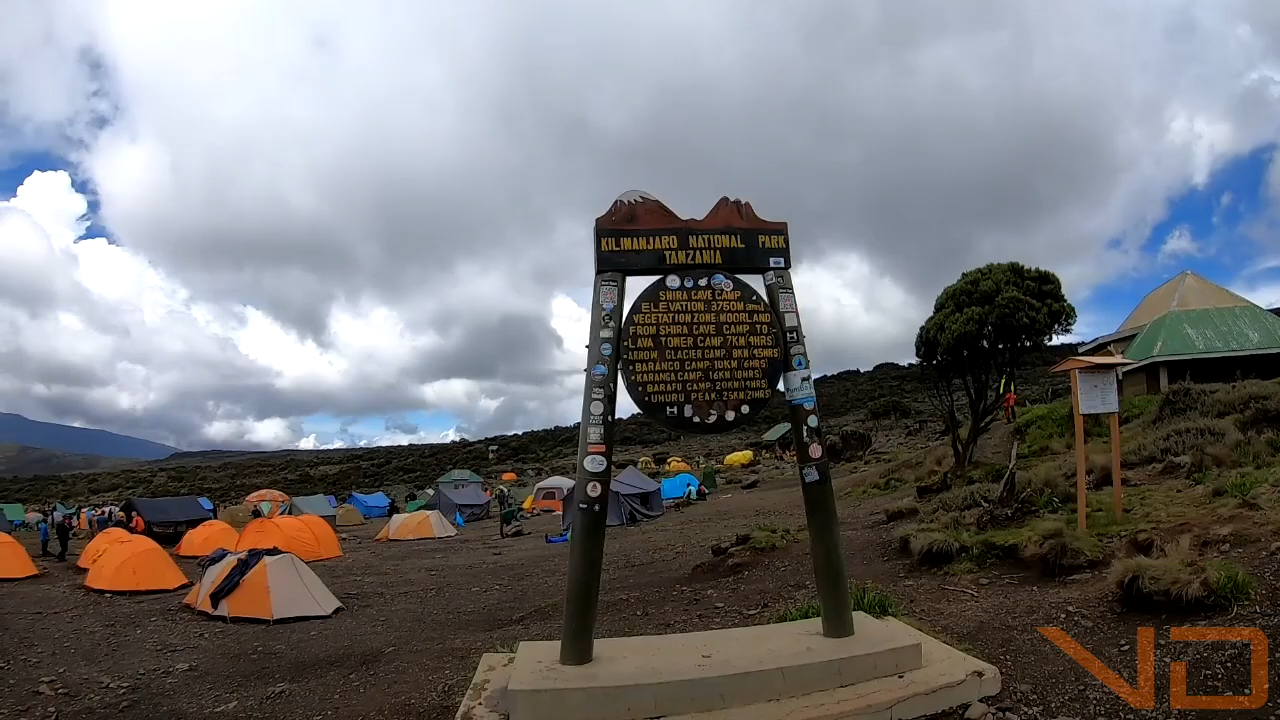 KILIMANJARO NATIONAL PARK
TANZANIA
SHIRA CAVE CAMP
ELEVATION: 3750M amsl
VEGETATION ZONE: MOORLAND
FROM SHIRA CAVE CAMP TO:
LAVA TOWER CAMP 7KM (4HRS)
ARROW GLACIER CAMP: 8KM (4.5HRS)
• BARANCO CAMP: 10KM (6HRS)
• KARANGA CAMP: 16KM (10HRS)
• BARAFU CAMP: 20KM (14HRS)
• UHURU PEAK: 25KM (21HRS)
VD